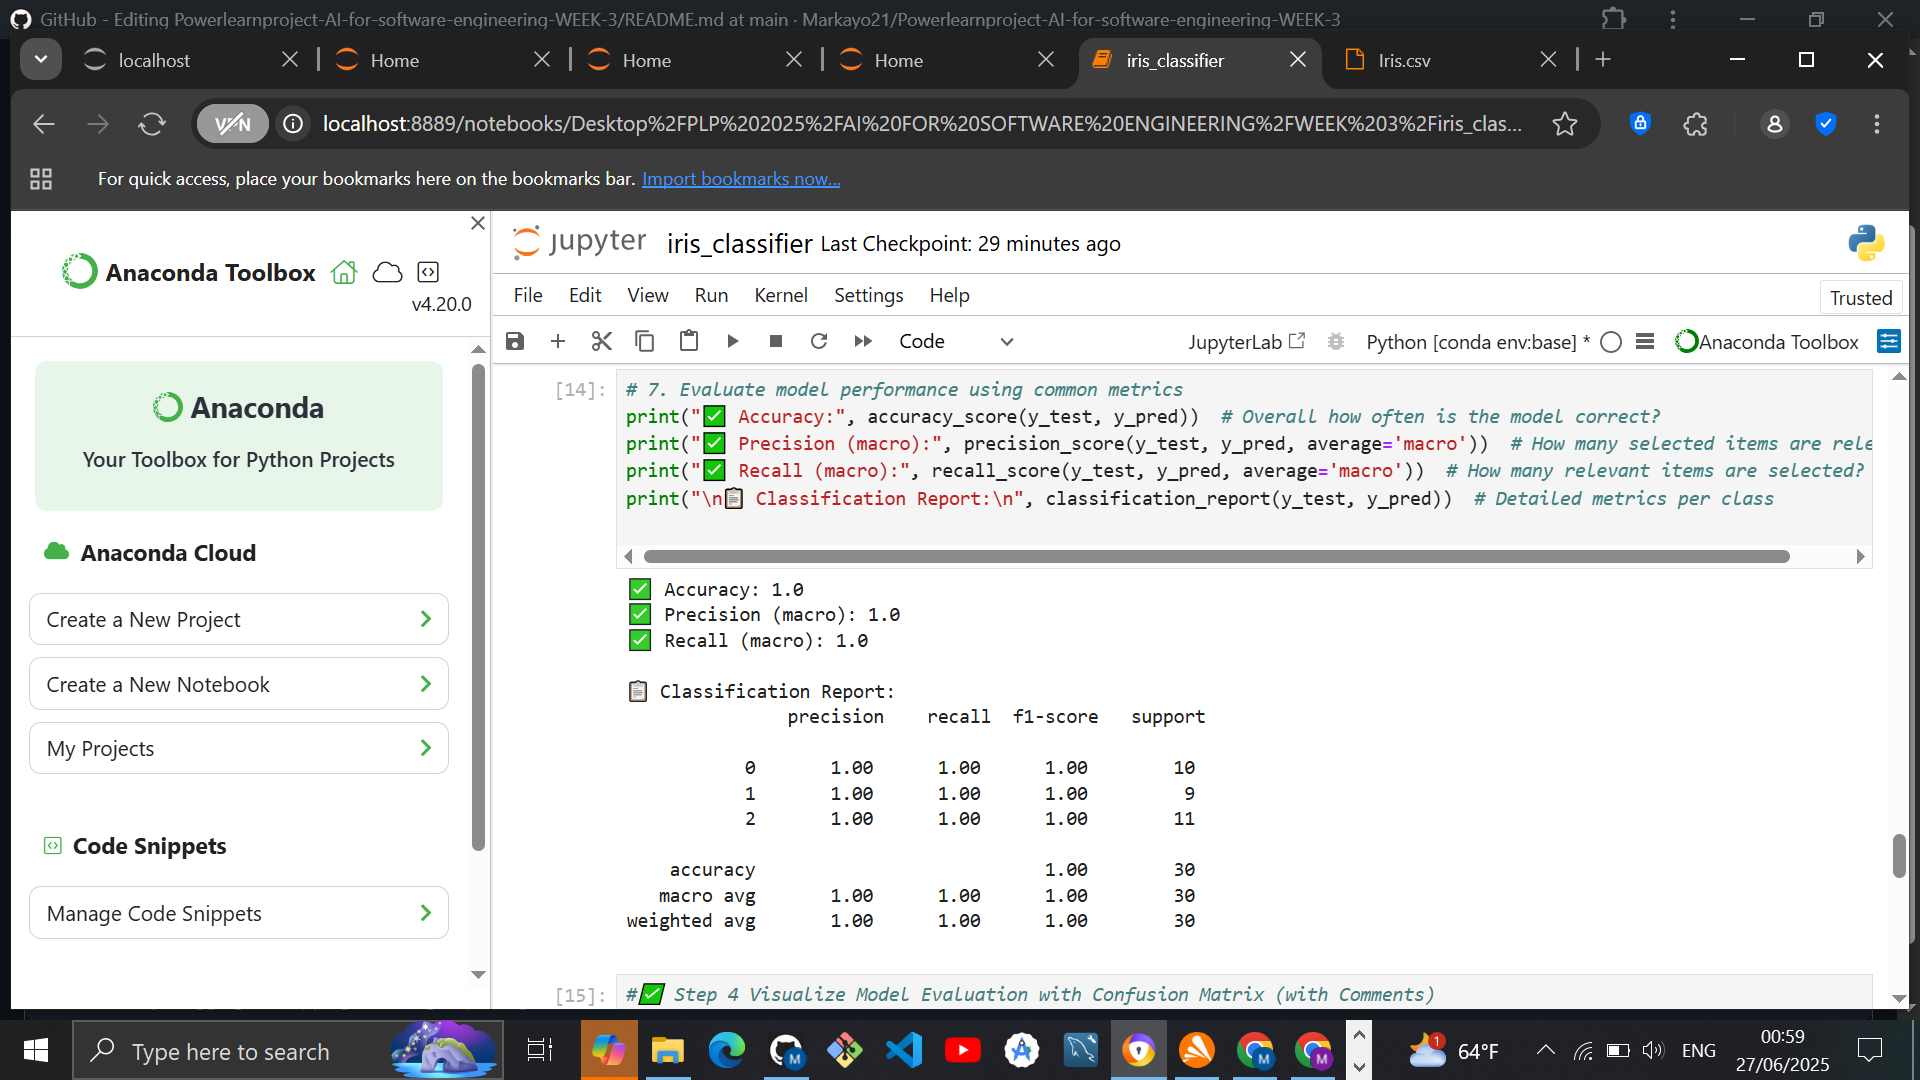 GitHub - Editing Powerlearnproject-AI-for-software-engineering-WEEK-3/README.md at main · Markayo21/Powerlearnproject-AI-for-software-engineering-WEEK-3
localhost
Home
Home
Home
iris_classifier
Iris.csv
VPN
localhost:8889/notebooks/Desktop%2FPLP%202025%2FAI%20FOR%20SOFTWARE%20ENGINEERING%2FWEEK%203%2Firis_clas...
For quick access, place your bookmarks here on the bookmarks bar. Import bookmarks now...
Anaconda Toolbox
v4.20.0
Anaconda
Your Toolbox for Python Projects
Anaconda Cloud
Create a New Project
Create a New Notebook
My Projects
Code Snippets
Manage Code Snippets
jupyter iris_classifier Last Checkpoint: 29 minutes ago
File Edit View Run Kernel Settings Help
Trusted
Code
JupyterLab
Python [conda env:base] *
Anaconda Toolbox
[14]: # 7. Evaluate model performance using common metrics
print("✅ Accuracy:", accuracy_score(y_test, y_pred))  # Overall how often is the model correct?
print("✅ Precision (macro):", precision_score(y_test, y_pred, average='macro'))  # How many selected items are rele
print("✅ Recall (macro):", recall_score(y_test, y_pred, average='macro'))  # How many relevant items are selected?
print("\n📋 Classification Report:\n", classification_report(y_test, y_pred))  # Detailed metrics per class
✅ Accuracy: 1.0
✅ Precision (macro): 1.0
✅ Recall (macro): 1.0
📋 Classification Report:
precision recall f1-score support
0 1.00 1.00 1.00 10
1 1.00 1.00 1.00 9
2 1.00 1.00 1.00 11
accuracy 1.00 30
macro avg 1.00 1.00 1.00 30
weighted avg 1.00 1.00 1.00 30
[15]: #✅ Step 4 Visualize Model Evaluation with Confusion Matrix (with Comments)
Type here to search
M
M
M
1
64°F
ENG
00:59
27/06/2025